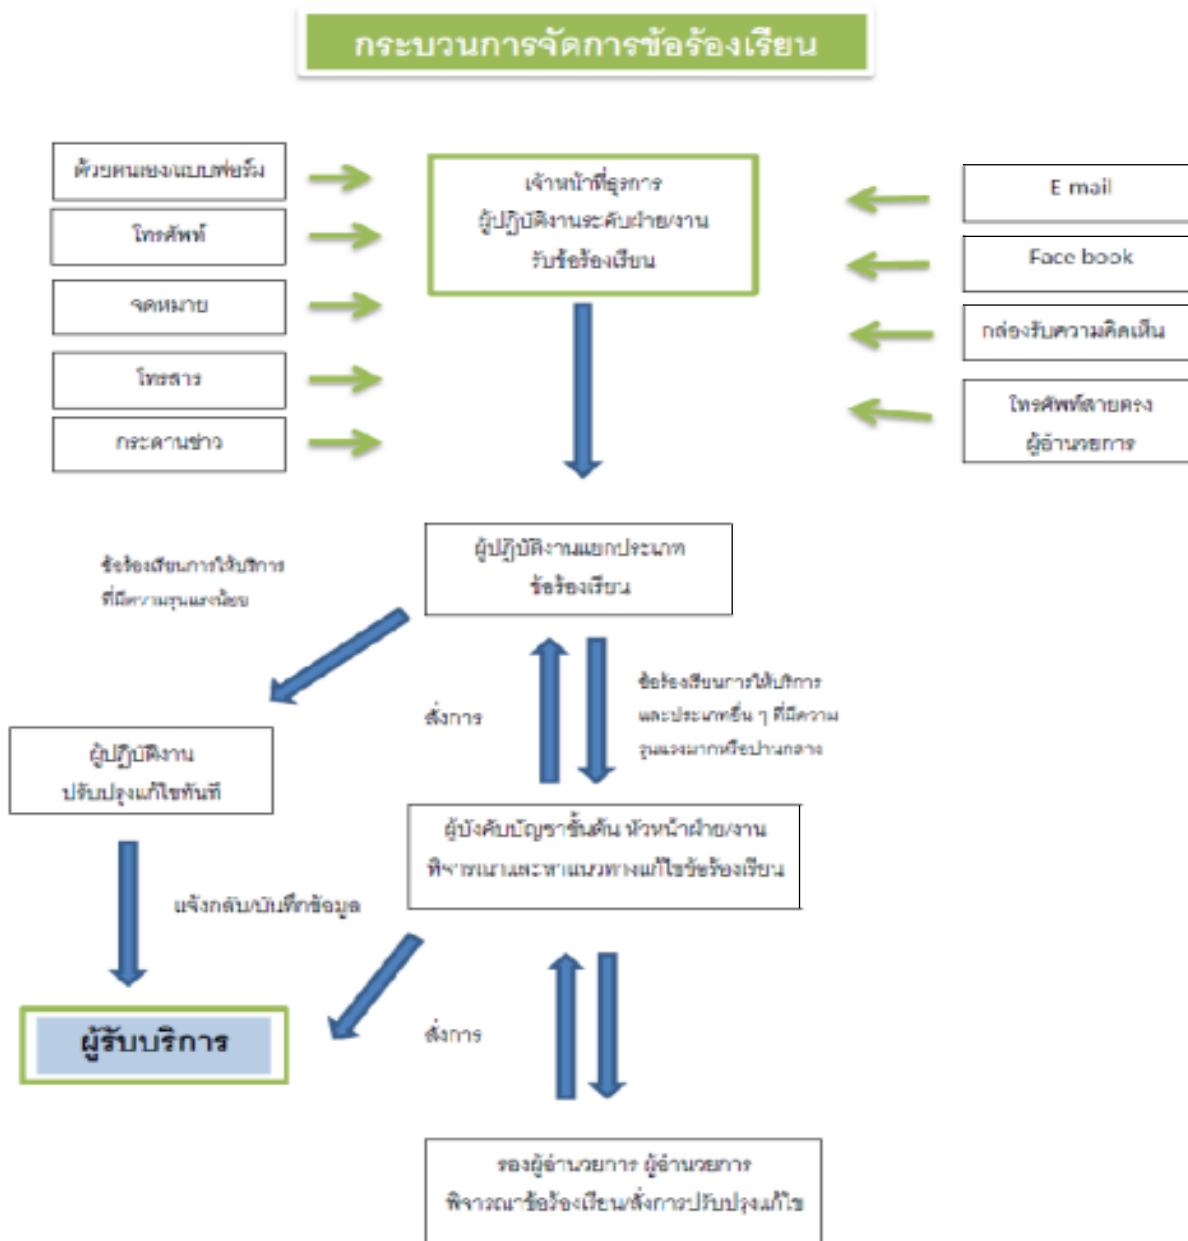 กระบวนการจัดการข้อร้องเรียน
ด้วยตนเอง/แบบฟอร์ม
โทรศัพท์
จดหมาย
โทรสาร
กระดานข่าว
เจ้าหน้าที่ธุรการ
ผู้ปฏิบัติงานระดับฝ่าย/งาน
รับข้อร้องเรียน
E mail
Face book
กล่องรับความคิดเห็น
โทรศัพท์สายตรง
ผู้อำนวยการ
ผู้ปฏิบัติงานแยกประเภท
ข้อร้องเรียน
ข้อร้องเรียนการให้บริการ
ที่มีความรุนแรงน้อย
สั่งการ
ข้อร้องเรียนการให้บริการ
และประเภทอื่น ๆ ที่มีความ
รุนแรงมากหรือปานกลาง
ผู้ปฏิบัติงาน
ปรับปรุงแก้ไขทันที
ผู้บังคับบัญชาชั้นต้น หัวหน้าฝ่าย/งาน
พิจารณาและหาแนวทางแก้ไขข้อร้องเรียน
แจ้งกลับ/บันทึกข้อมูล
ผู้รับบริการ
สั่งการ
รองผู้อำนวยการ ผู้อำนวยการ
พิจารณาข้อร้องเรียน/สั่งการปรับปรุงแก้ไข